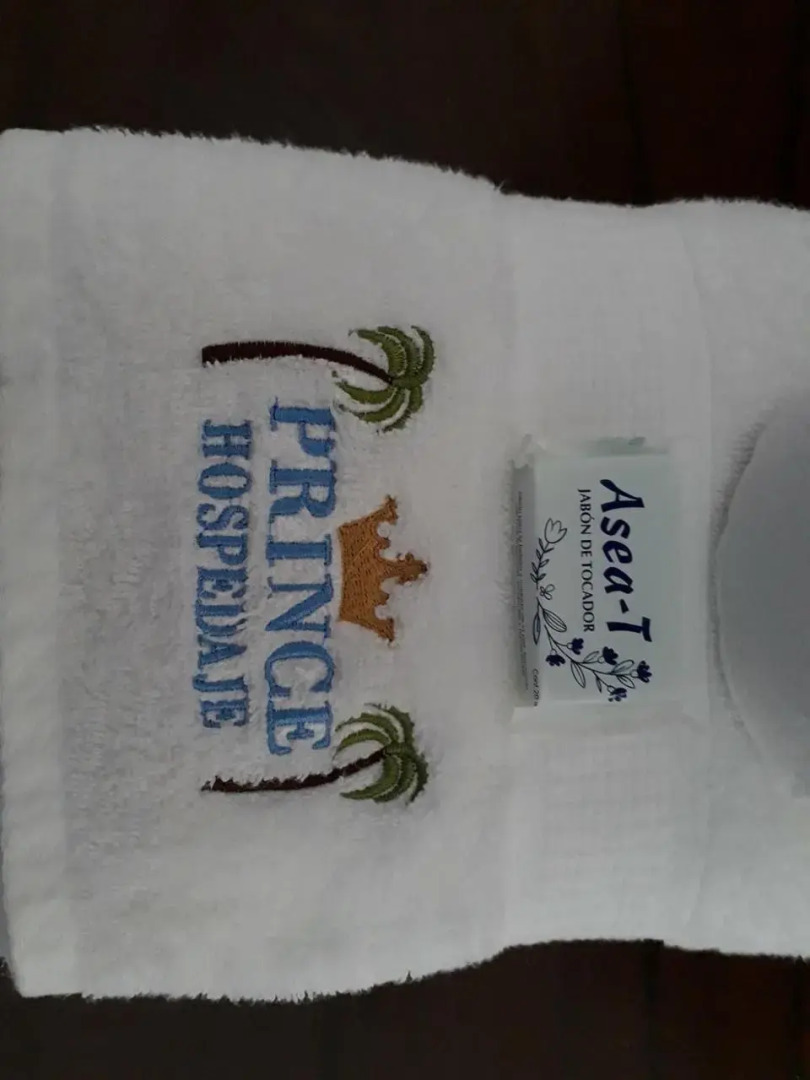 Asea-T
JABÓN DE TOCADOR
PRINCE
HOSPEDAJE